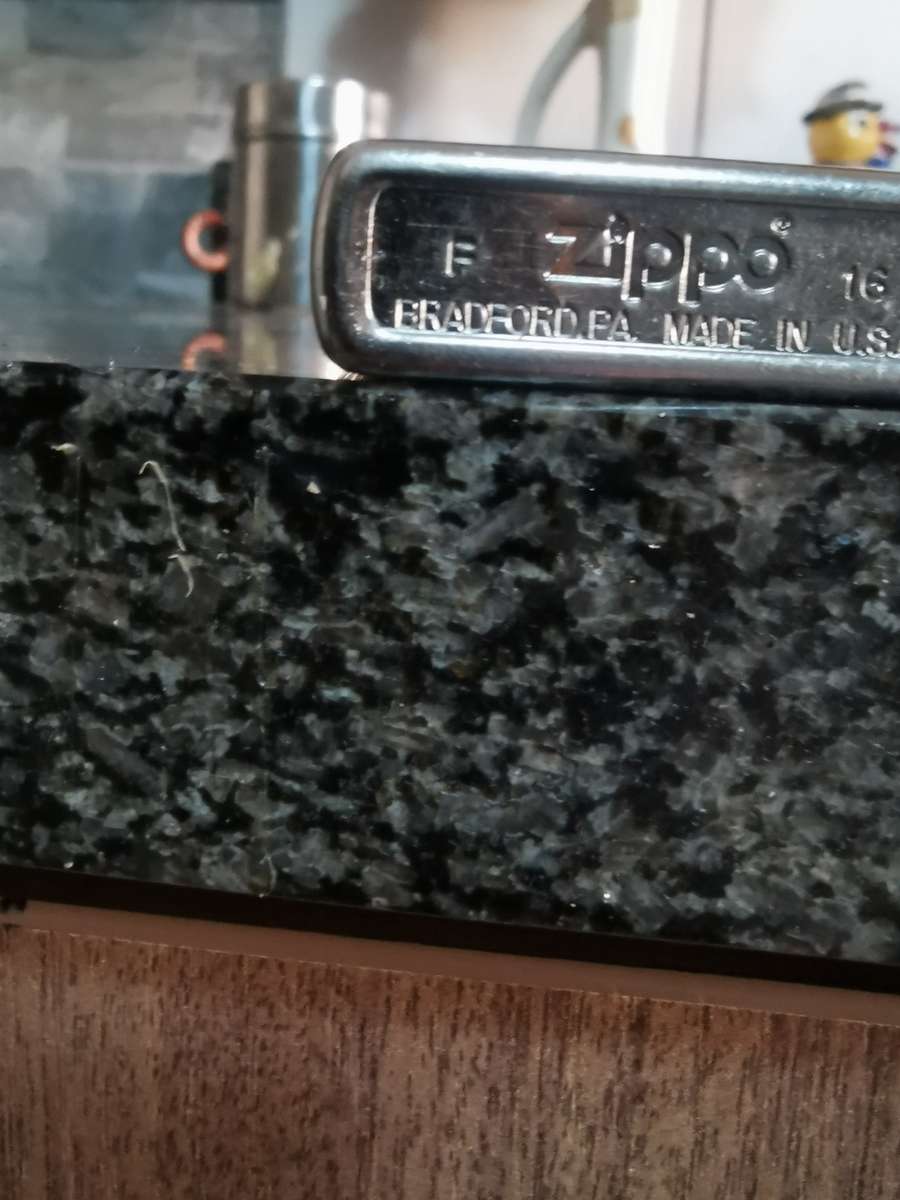 F zippo® 16
BRADFORD,PA. MADE IN U.S.A